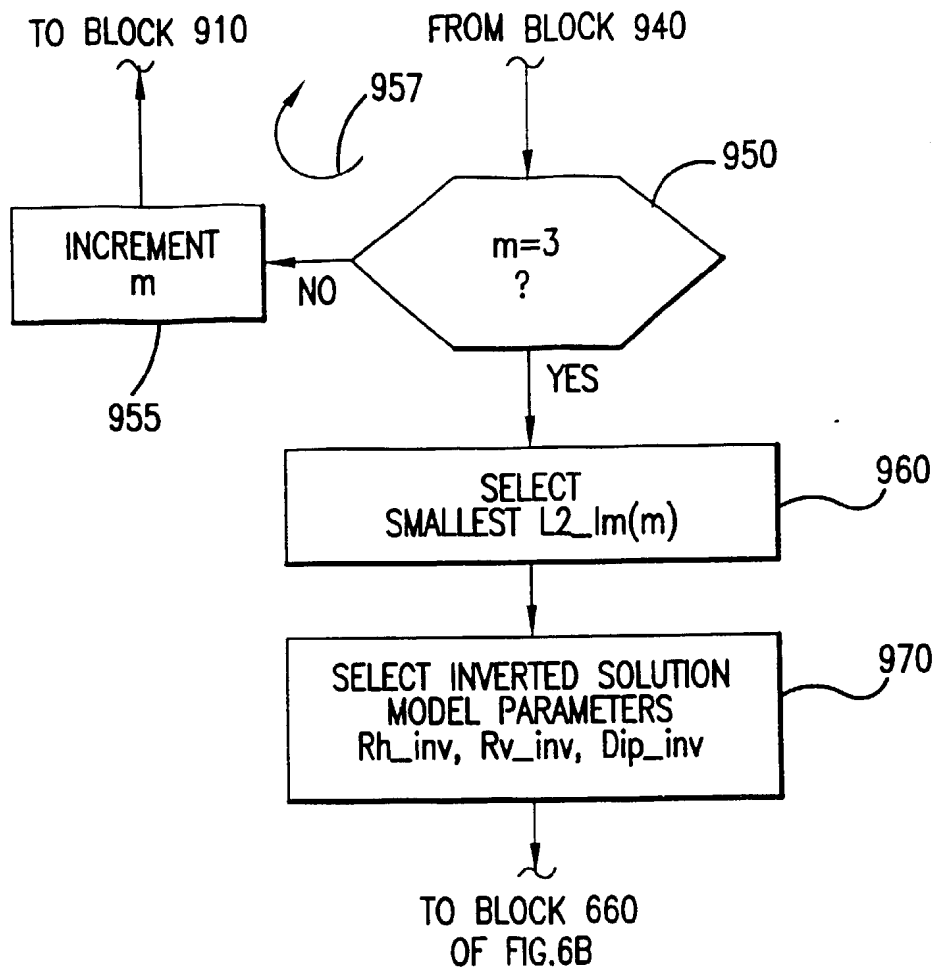 TO BLOCK 910
FROM BLOCK 940
957
950
m=3
?
INCREMENT
m
NO
955
YES
960
SELECT
SMALLEST L2_lm(m)
970
SELECT INVERTED SOLUTION
MODEL PARAMETERS
Rh_inv, Rv_inv, Dip_inv
TO BLOCK 660
OF FIG.6B